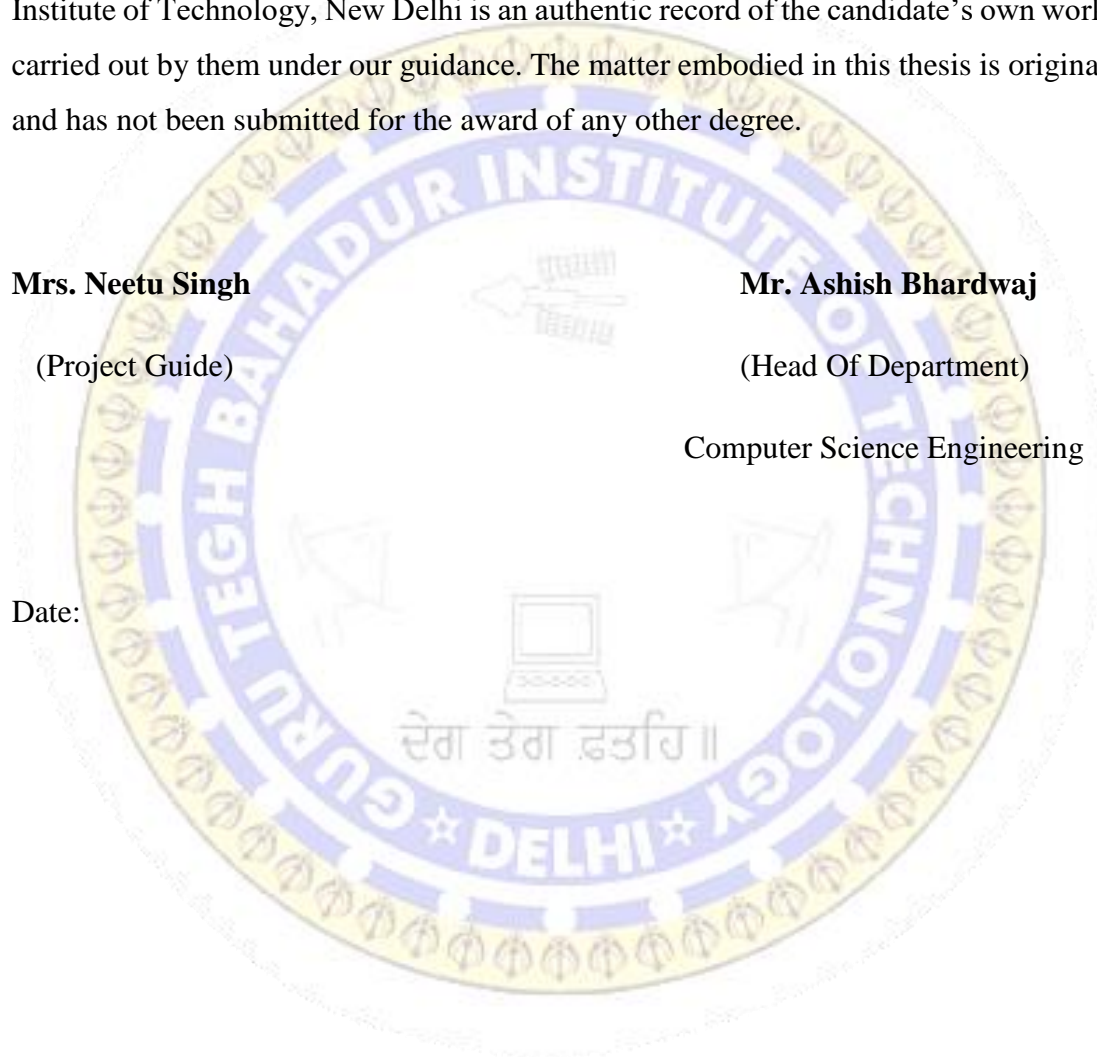 Institute of Technology, New Delhi is an authentic record of the candidate’s own work
carried out by them under our guidance. The matter embodied in this thesis is original
and has not been submitted for the award of any other degree.
Mrs. Neetu Singh Mr. Ashish Bhardwaj
(Project Guide) (Head Of Department)
Computer Science Engineering
Date:
GURU TEGH BAHADUR INSTITUTE OF TECHNOLOGY
ਦੇਗ ਤੇਗ ਫ਼ਤਹਿ॥
☆ DELHI ☆